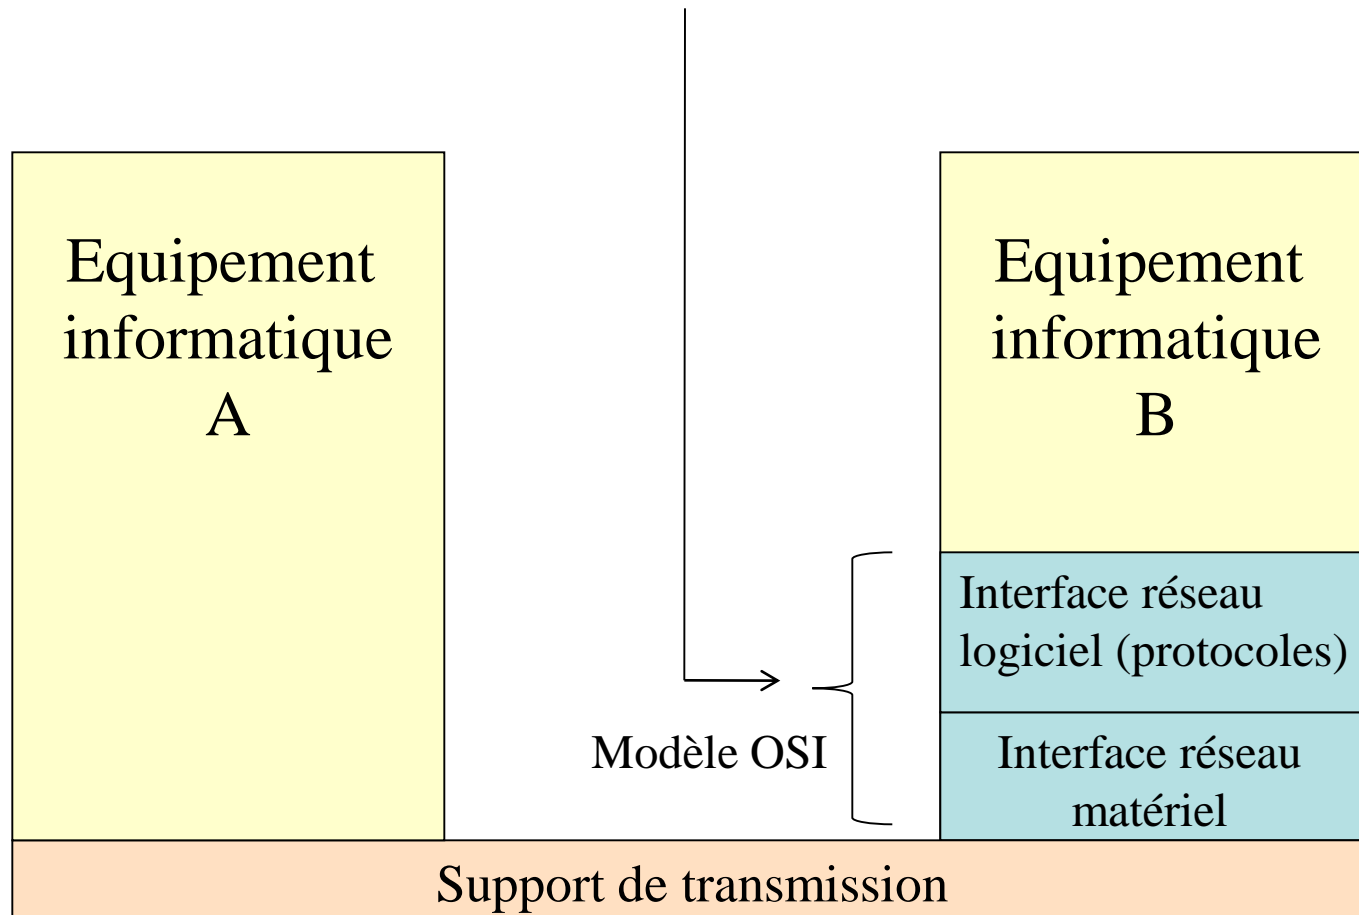 Equipement
informatique
A
Equipement
informatique
B
Interface réseau
logiciel (protocoles)
Modèle OSI
Interface réseau
matériel
Support de transmission